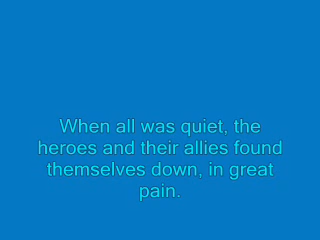 When all was quiet, the
heroes and their allies found
themselves down, in great
pain.